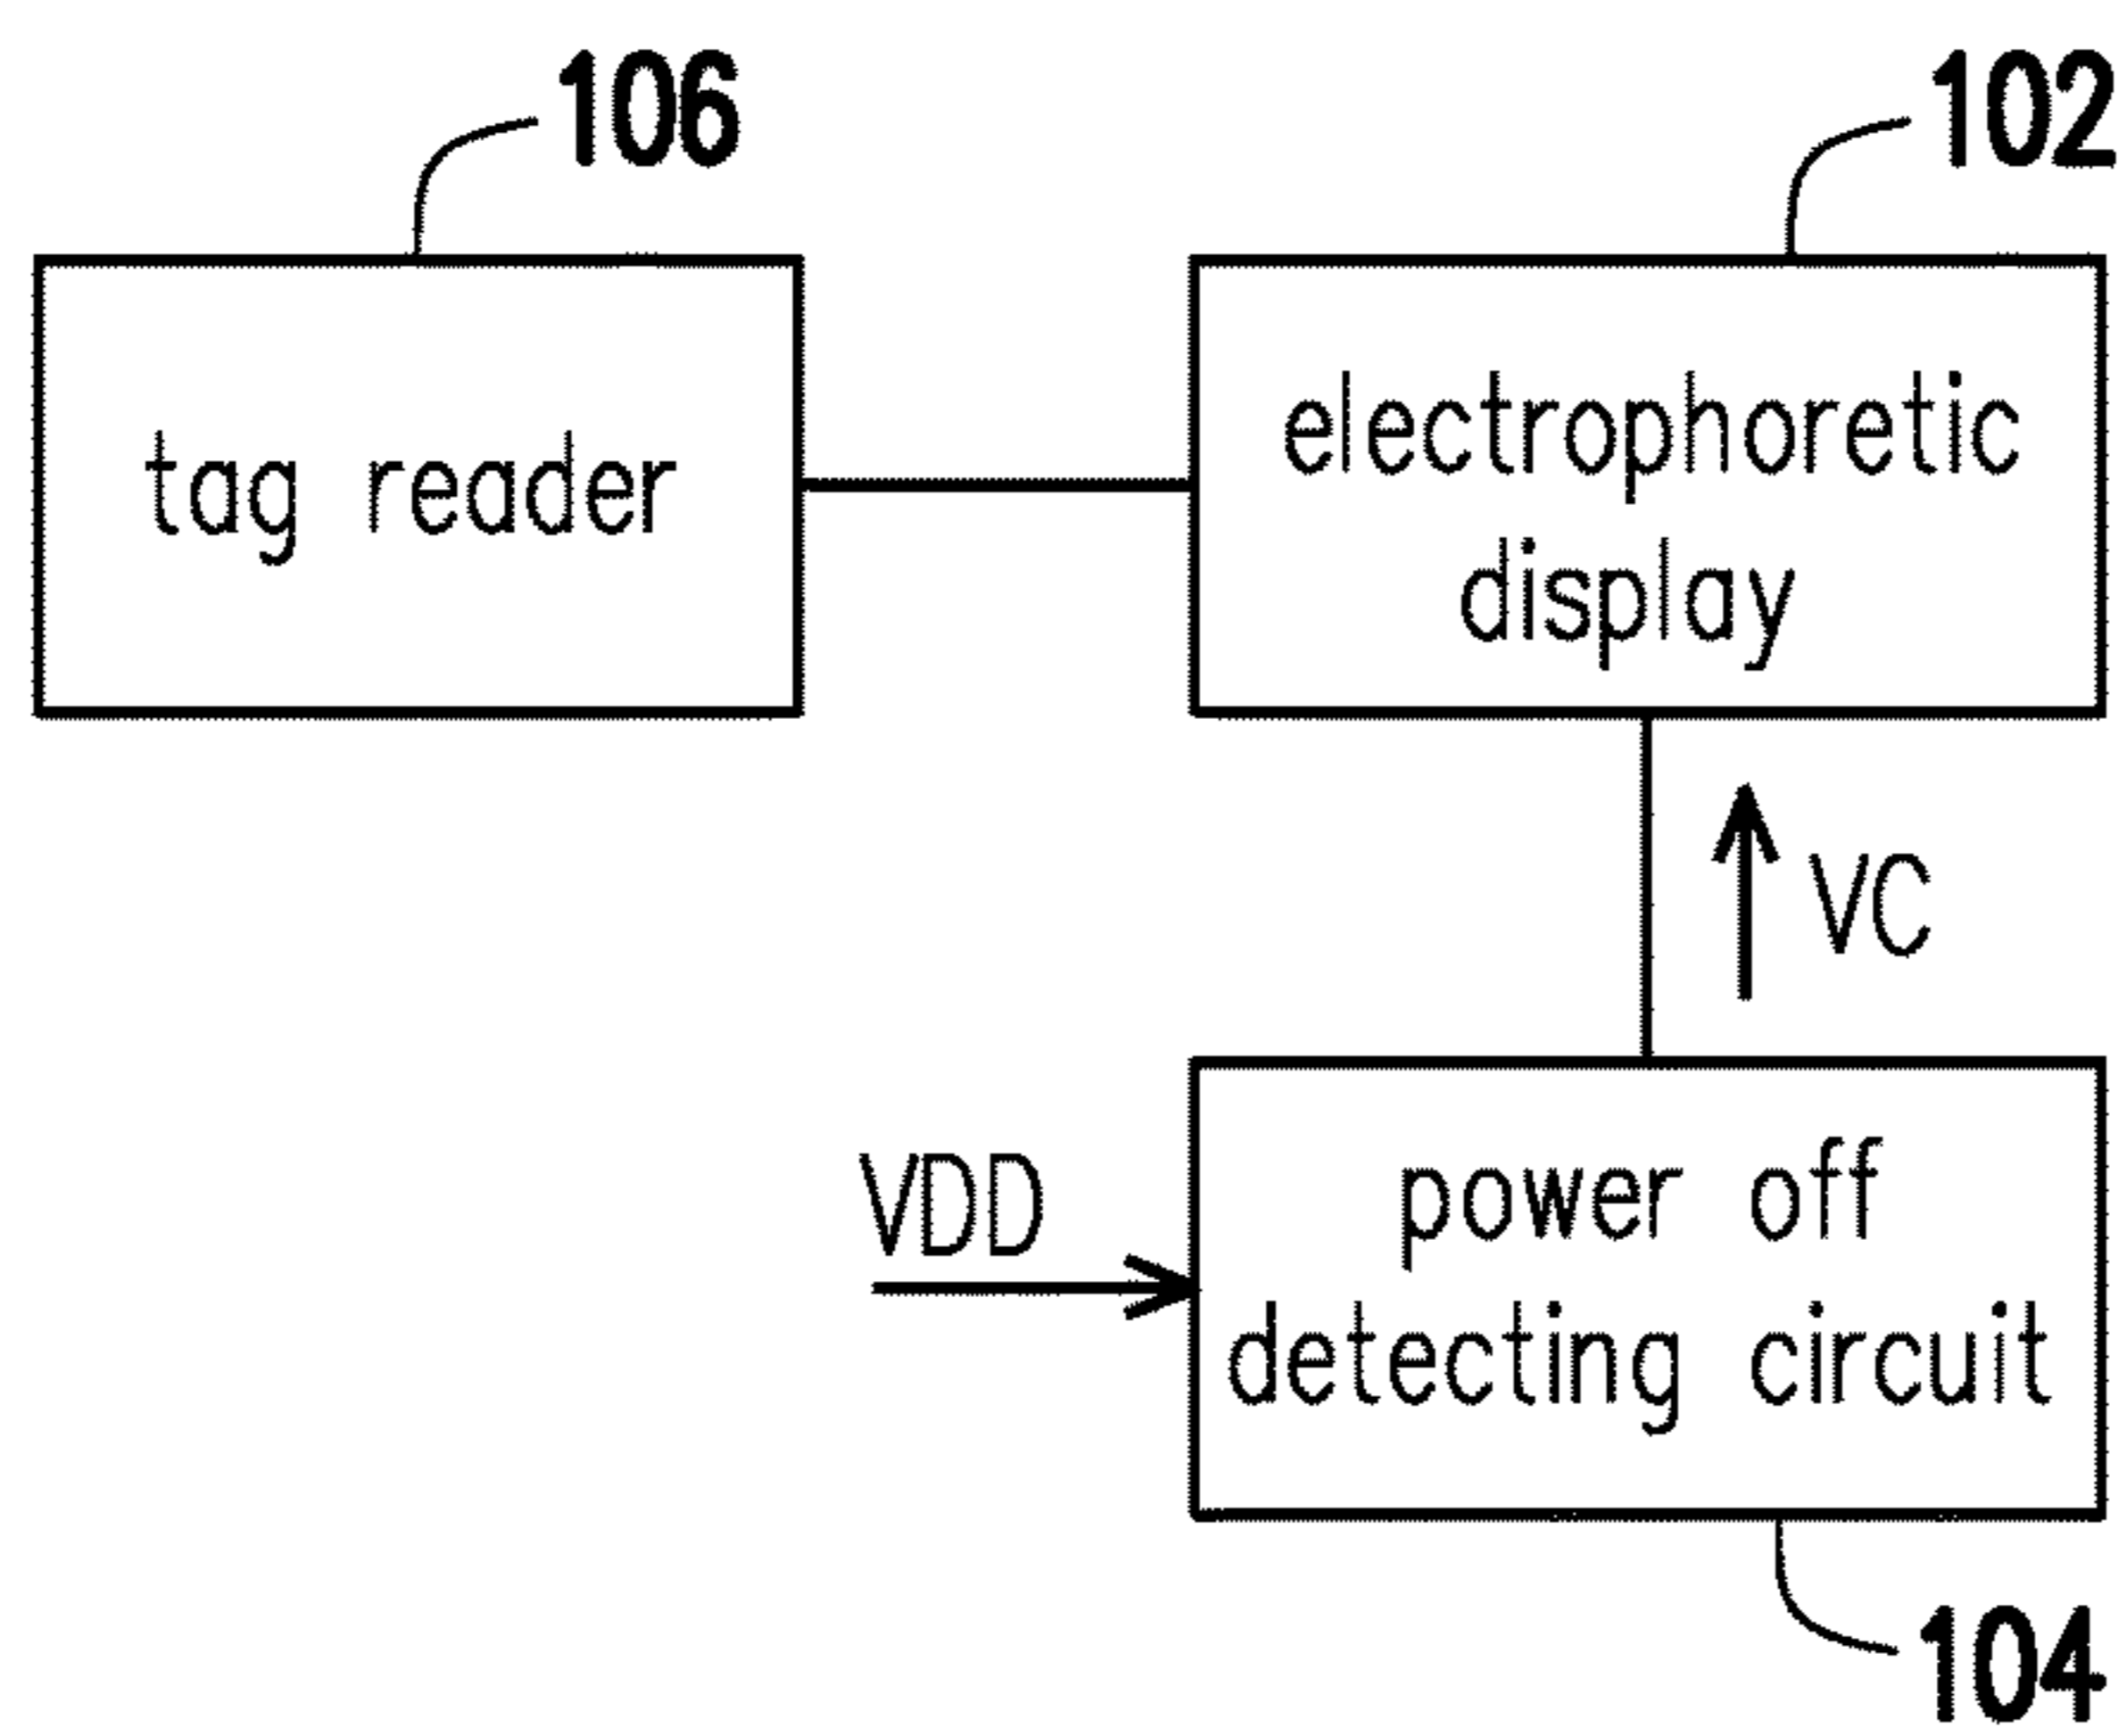 106
102
tag reader
electrophoretic
display
VC
VDD
power off
detecting circuit
104